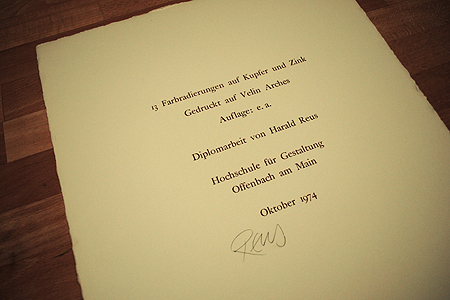 13 Farbradierungen auf Kupfer und Zink
Gedruckt auf Velin Arches
Auflage: e.a.
Diplomarbeit von Harald Reus
Hochschule für Gestaltung
Offenbach am Main
Oktober 1974
Reus